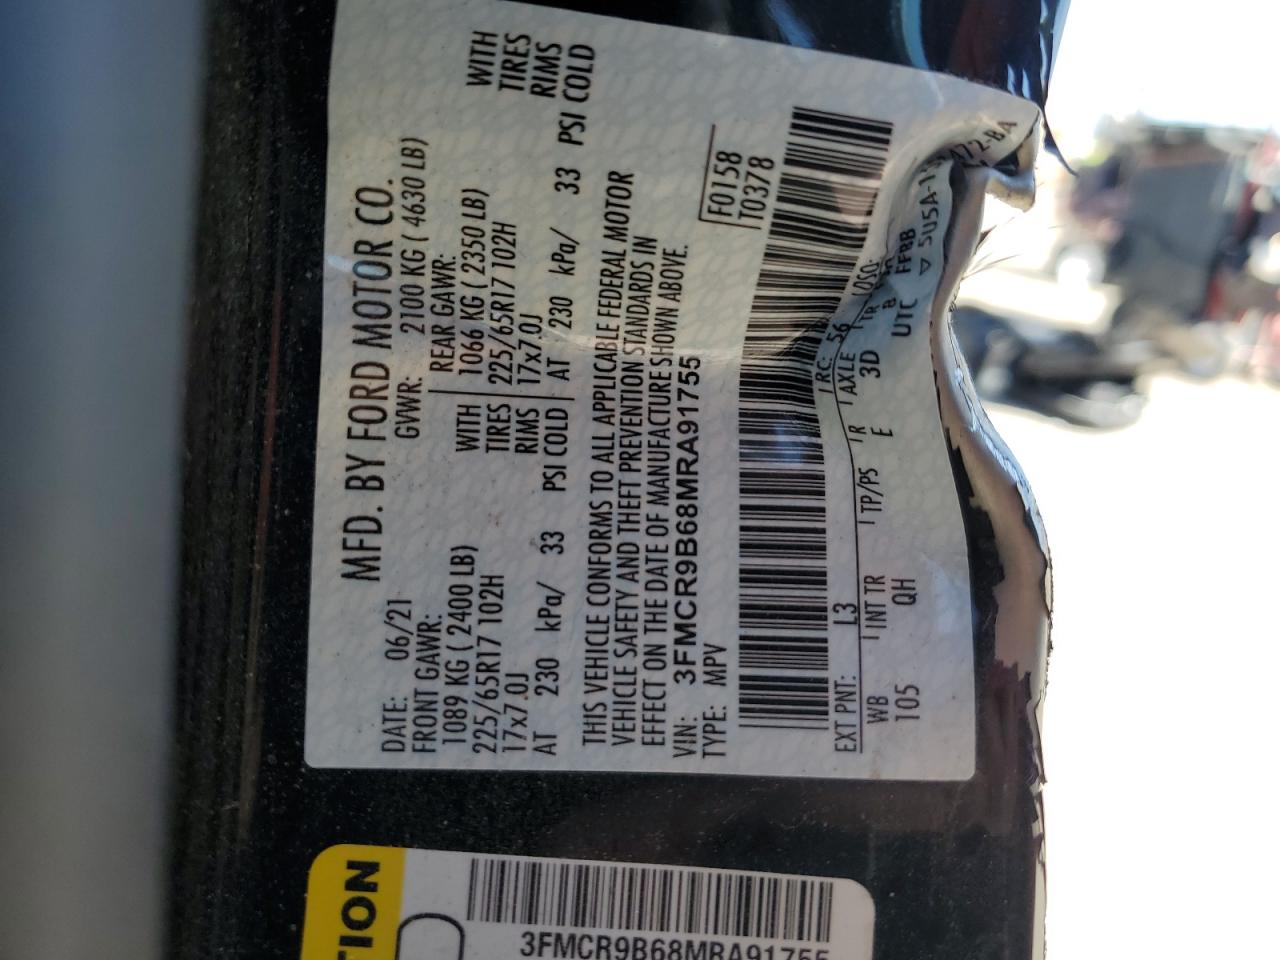 MFD. BY FORD MOTOR CO.
DATE: 06/21 GVWR: 2100 KG ( 4630 LB)
FRONT GAWR: REAR GAWR:
1089 KG ( 2400 LB) WITH 1066 KG ( 2350 LB) WITH
225/65R17 102H TIRES 225/65R17 102H TIRES
17x7.0J RIMS 17x7.0J RIMS
AT 230 kPa/ 33 PSI COLD AT 230 kPa/ 33 PSI COLD
THIS VEHICLE CONFORMS TO ALL APPLICABLE FEDERAL MOTOR
VEHICLE SAFETY AND THEFT PREVENTION STANDARDS IN
EFFECT ON THE DATE OF MANUFACTURE SHOWN ABOVE.
VIN: 3FMCR9B68MRA91755 F0158
TYPE: MPV T0378
EXT PNT: L3 RC: 56 DSO:
WB INT TR TP/PS R AXLE TR
105 QH E 3D 8 FFBB
UTC ▽ 5U5A-
TION
3FMCR9B68MRA91755